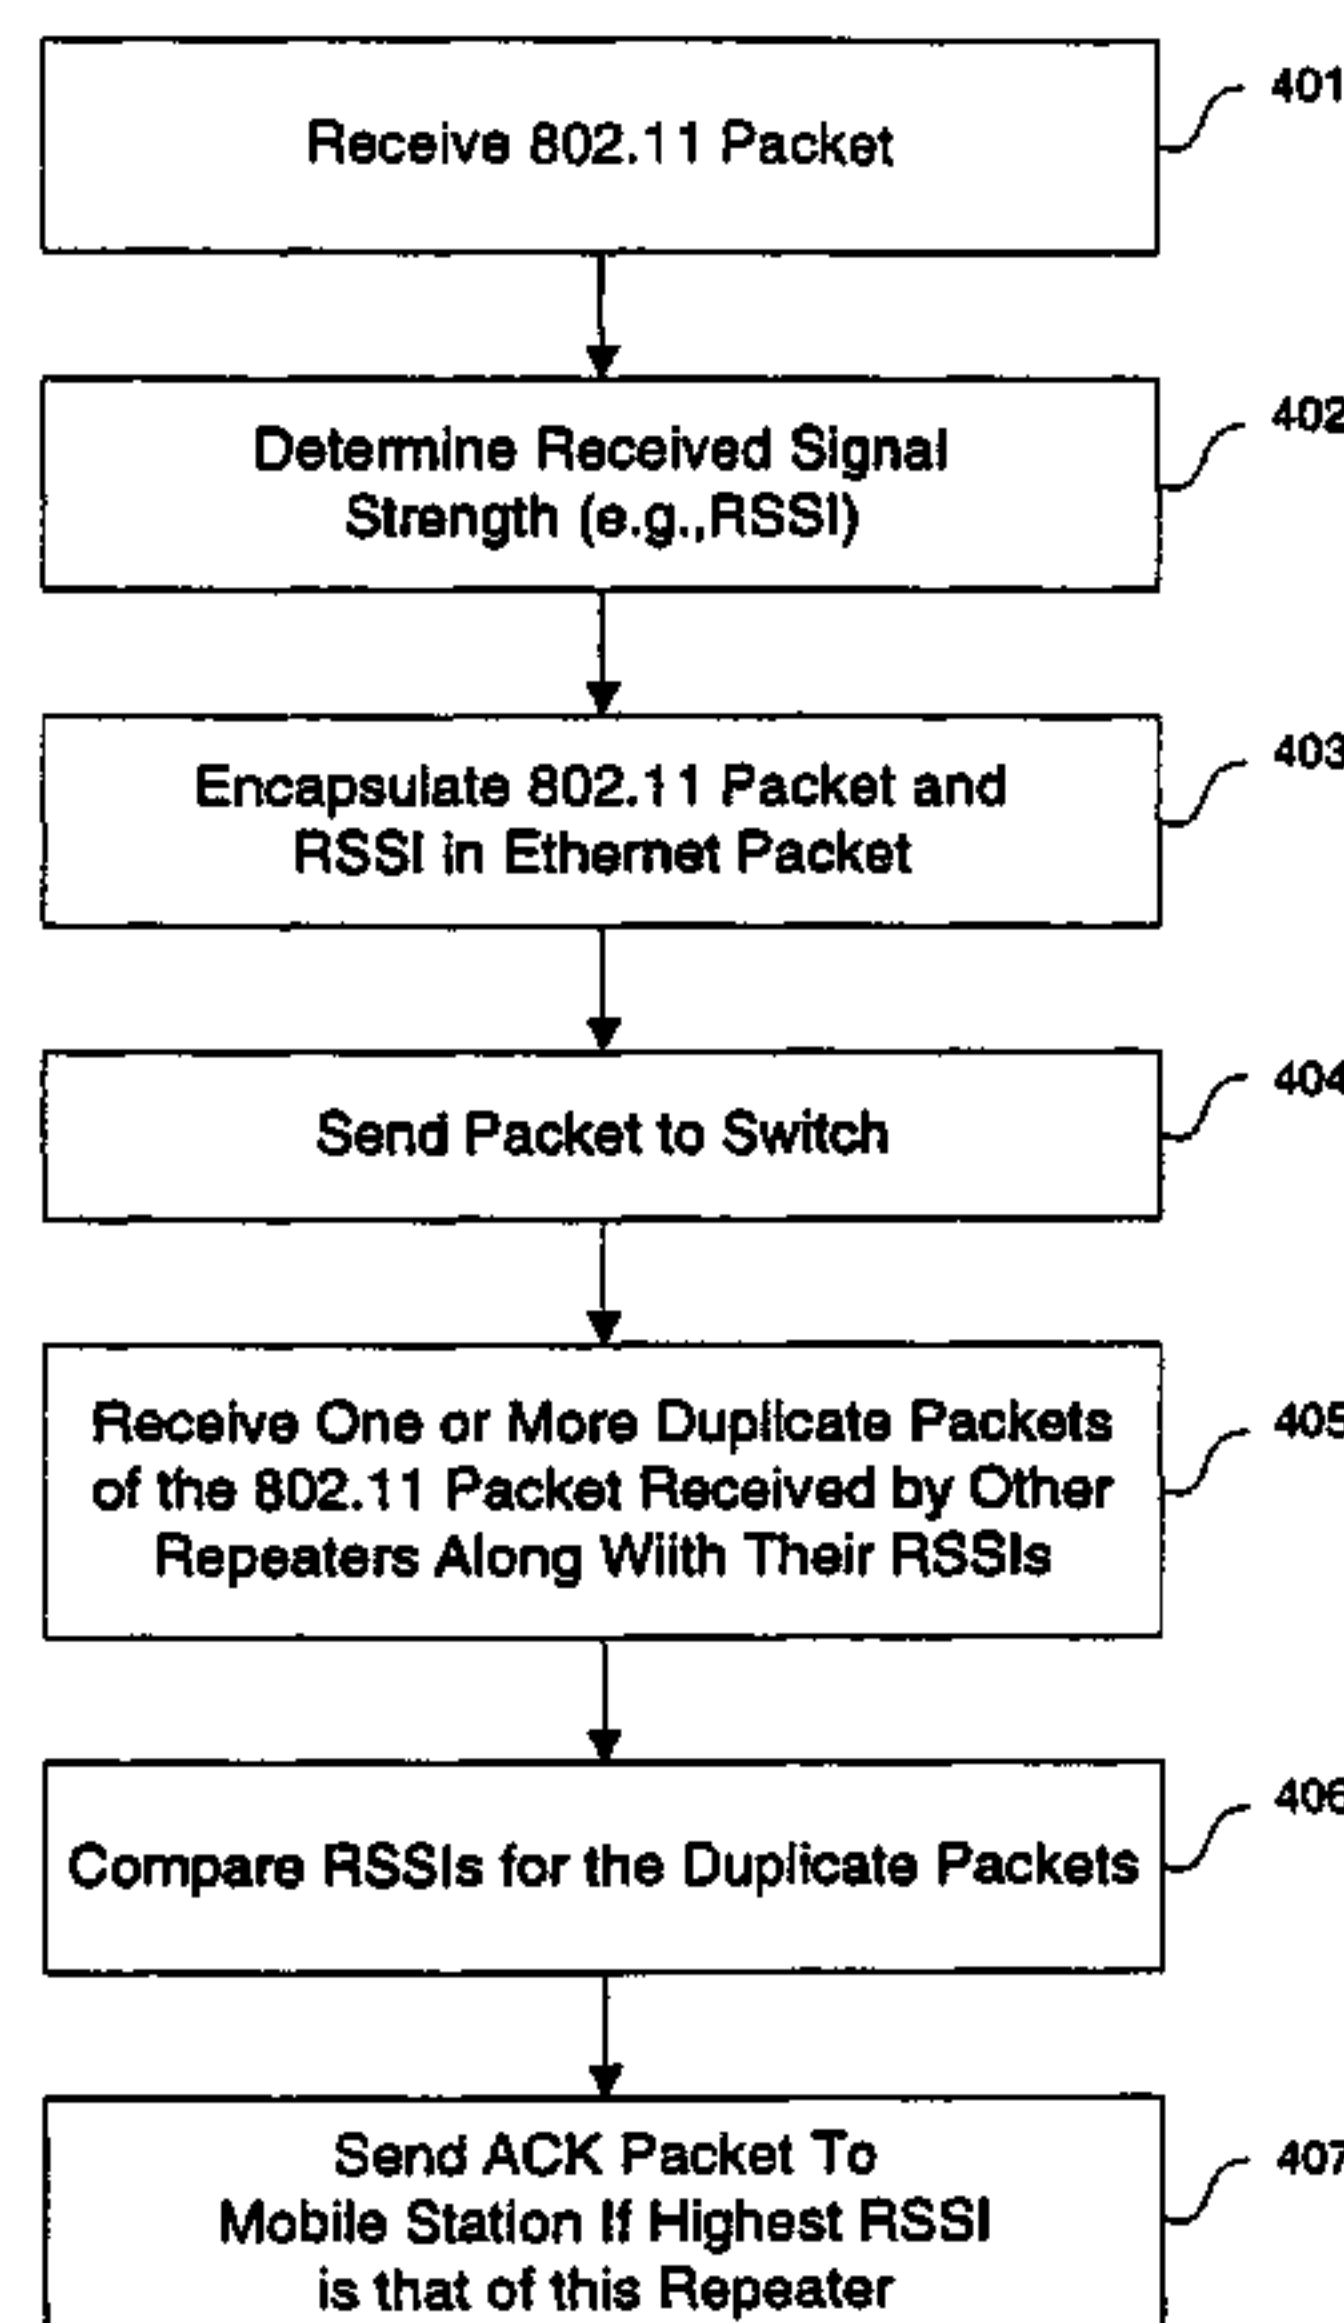 Receive 802.11 Packet
401
Determine Received Signal
Strength (e.g.,RSSI)
402
Encapsulate 802.11 Packet and
RSSI in Ethernet Packet
403
Send Packet to Switch
404
Receive One or More Duplicate Packets
of the 802.11 Packet Received by Other
Repeaters Along Wiith Their RSSIs
405
Compare RSSIs for the Duplicate Packets
406
Send ACK Packet To
Mobile Station If Highest RSSI
is that of this Repeater
407